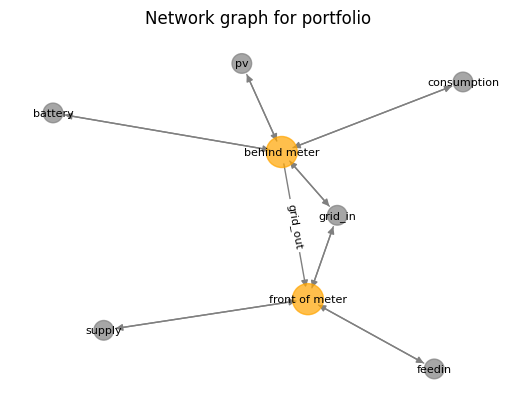 Network graph for portfolio
pv
consumption
battery
behind meter
grid_in
grid_out
front of meter
supply
feedin